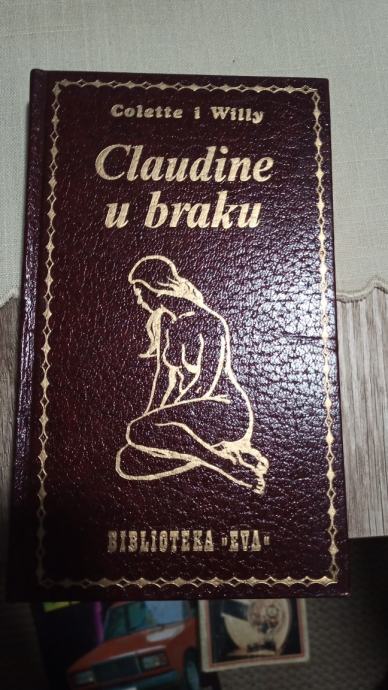 Colette i Willy
Claudine
u braku
BIBLIOTEKA »EVA«